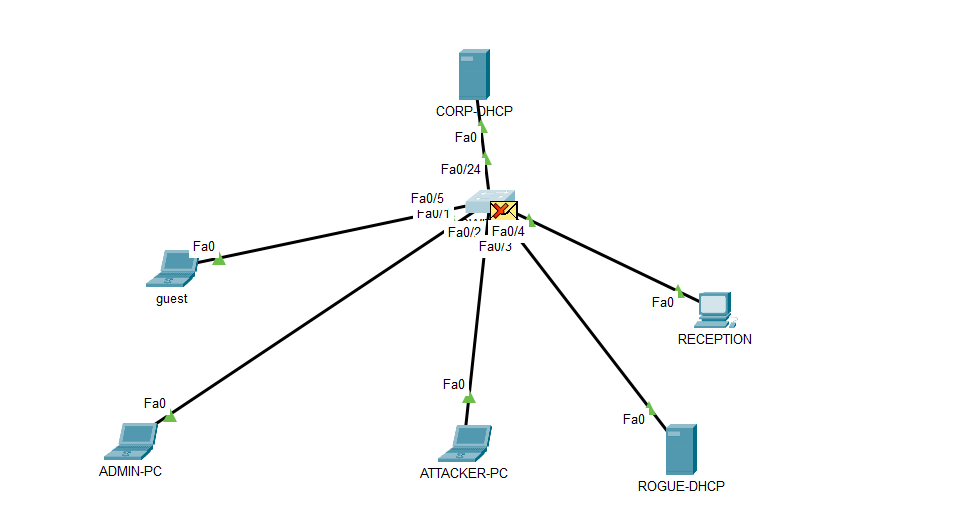 CORP-DHCP
Fa0
Fa0/24
Fa0/5
Fa0/1
Fa0/2
Fa0/4
Fa0/3
Fa0
guest
Fa0
RECEPTION
Fa0
ADMIN-PC
Fa0
ATTACKER-PC
Fa0
ROGUE-DHCP